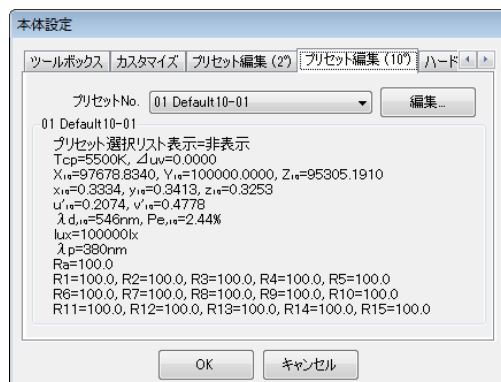 本体設定
ツールボックス カスタマイズ プリセット編集 (2°) プリセット編集 (10°) ハード
プリセットNo. 01 Default10-01 編集...
01 Default10-01
プリセット選択リスト表示=非表示
Tcp=5500K, ⊿uv=0.0000
X₁₀=97678.8340, Y₁₀=100000.0000, Z₁₀=95305.1910
x₁₀=0.3334, y₁₀=0.3413, z₁₀=0.3253
u'₁₀=0.2074, v'₁₀=0.4778
λd,₁₀=546nm, Pe,₁₀=2.44%
lux=100000lx
λp=380nm
Ra=100.0
R1=100.0, R2=100.0, R3=100.0, R4=100.0, R5=100.0
R6=100.0, R7=100.0, R8=100.0, R9=100.0, R10=100.0
R11=100.0, R12=100.0, R13=100.0, R14=100.0, R15=100.0
OK キャンセル